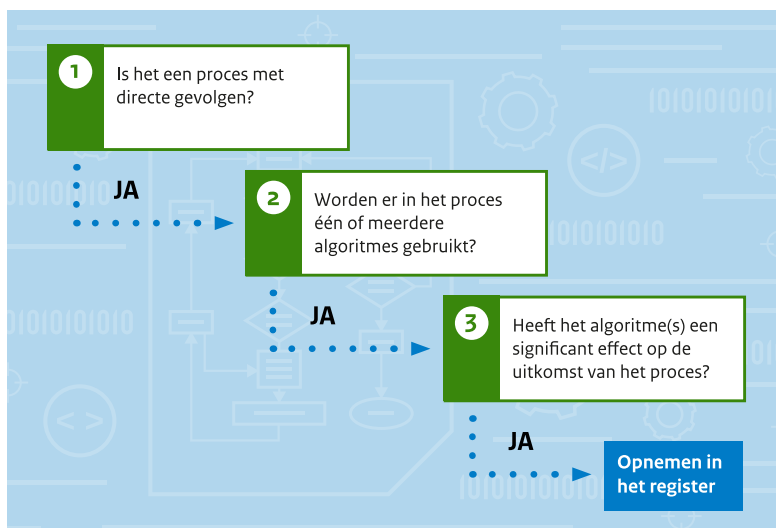 1
Is het een proces met
directe gevolgen?
JA
2
Worden er in het proces
één of meerdere
algoritmes gebruikt?
JA
3
Heeft het algoritme(s) een
significant effect op de
uitkomst van het proces?
JA
Opnemen in
het register